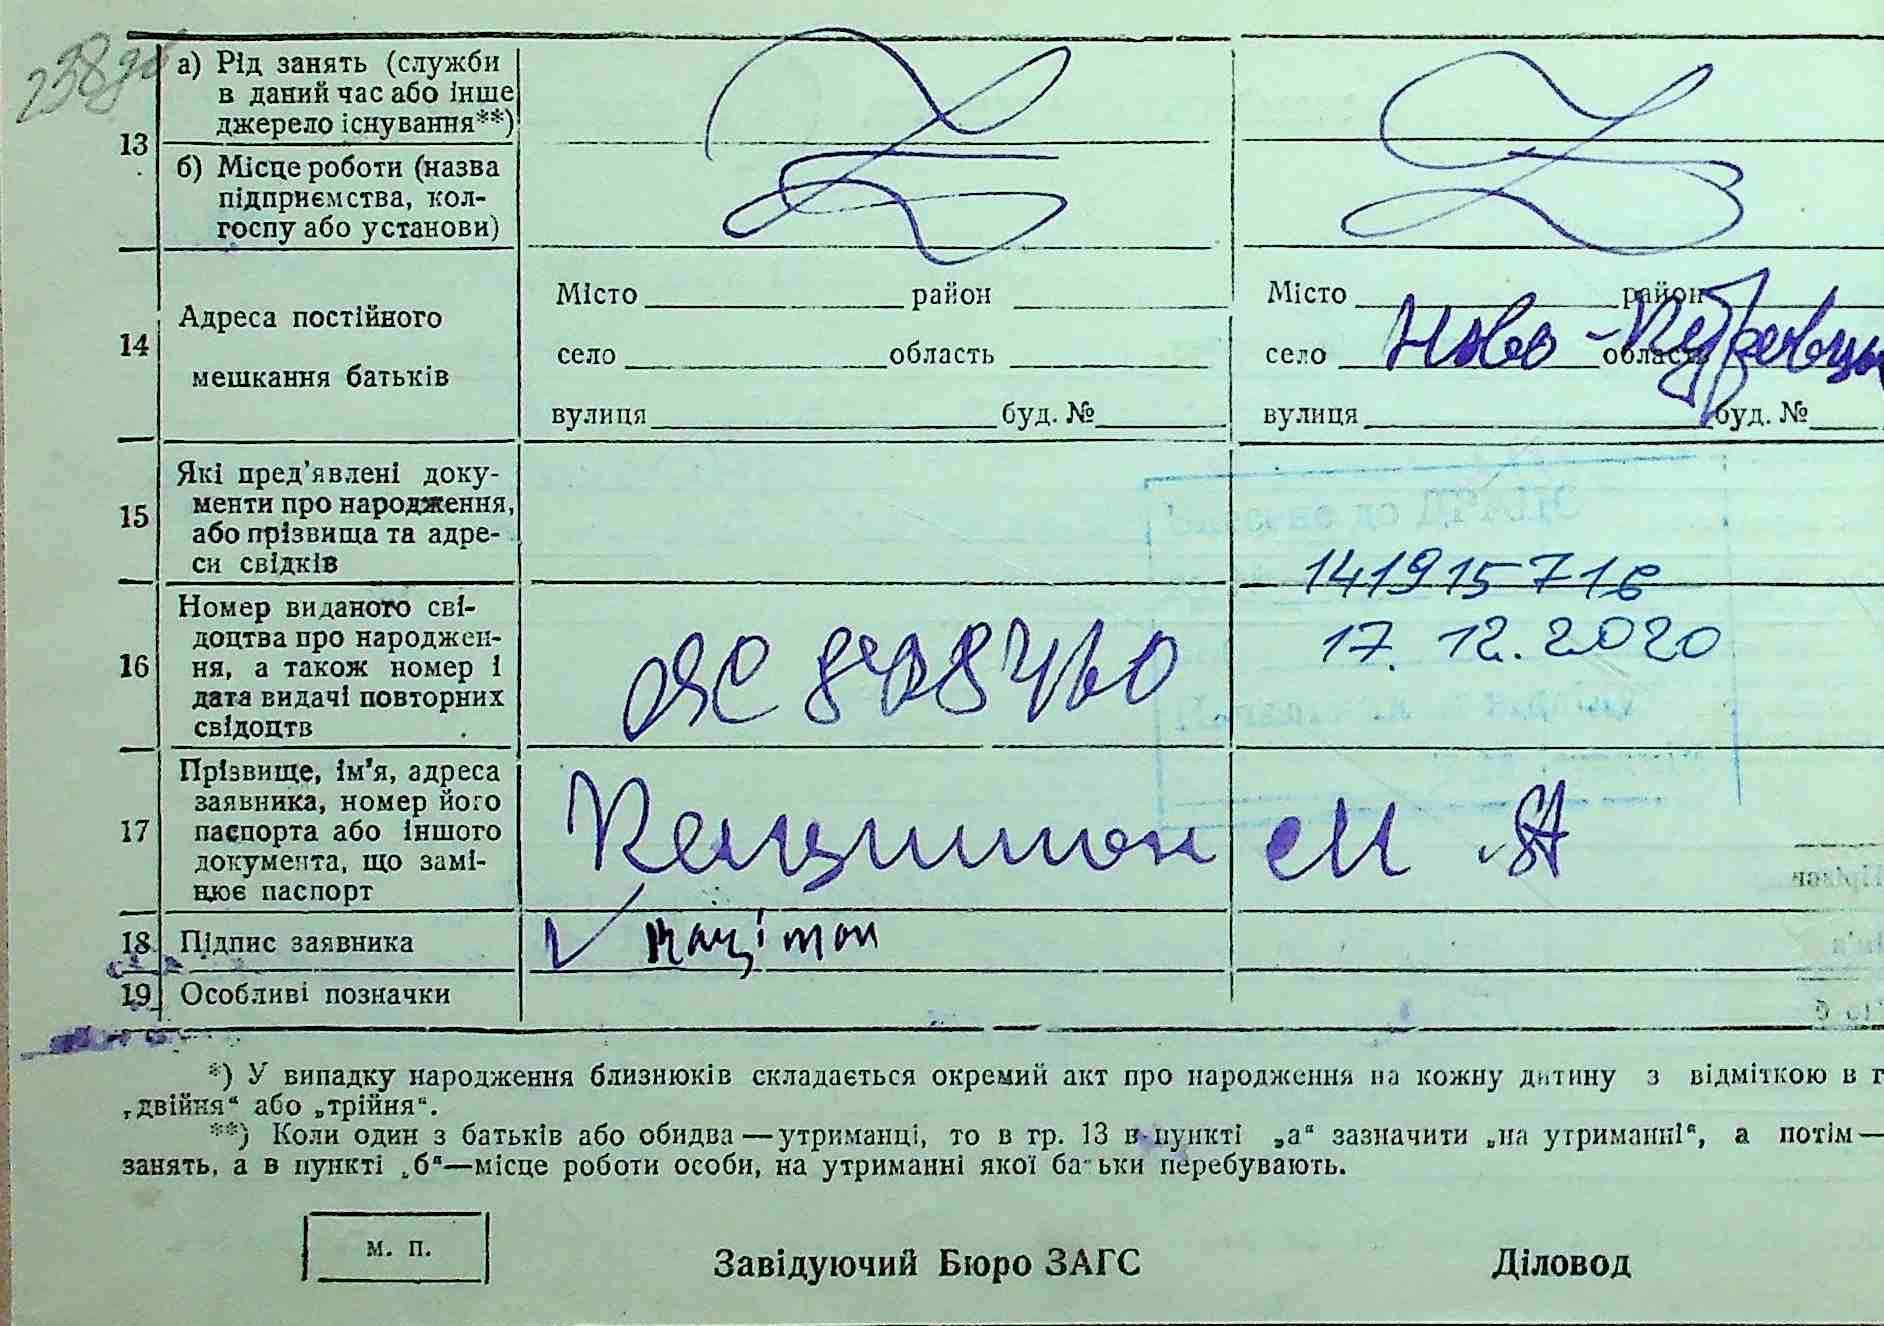 13
а) Рід занять (служби
в даний час або інше
джерело існування**)
б) Місце роботи (назва
підприємства, кол-
госпу або установи)
14
Адреса постійного
мешкання батьків
Місто район
село область
вулиця буд. №
Місто район
село Ново-Петровцы область
вулиця буд. №
15
Які пред'явлені доку-
менти про народження,
або прізвища та адре-
си свідків
16
Номер виданого сві-
доцтва про народжен-
ня, а також номер і
дата видачі повторних
свідоцтв
14191571
17.12.2020
17
Прізвище, ім'я, адреса
заявника, номер його
паспорта або іншого
документа, що замі-
нює паспорт
М
18 Підпис заявника
19 Особливі позначки
*) У випадку народження близнюків складається окремий акт про народження на кожну дитину з відміткою в г
„двійня“ або „трійня“.
**) Коли один з батьків або обидва—утриманці, то в гр. 13 в пункті „а“ зазначити „на утриманні“, а потім—
занять, а в пункті „б“—місце роботи особи, на утриманні якої батьки перебувають.
м. п.
Завідуючий Бюро ЗАГС Діловод